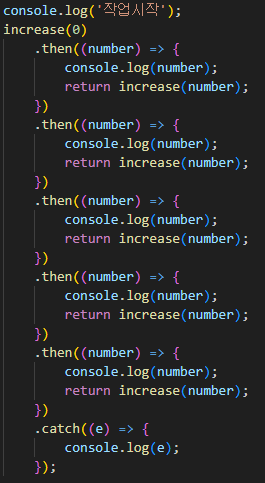 console.log('작업시작');
increase(0)
    .then((number) => {
        console.log(number);
        return increase(number);
    })
    .then((number) => {
        console.log(number);
        return increase(number);
    })
    .then((number) => {
        console.log(number);
        return increase(number);
    })
    .then((number) => {
        console.log(number);
        return increase(number);
    })
    .then((number) => {
        console.log(number);
        return increase(number);
    })
    .catch((e) => {
        console.log(e);
    });